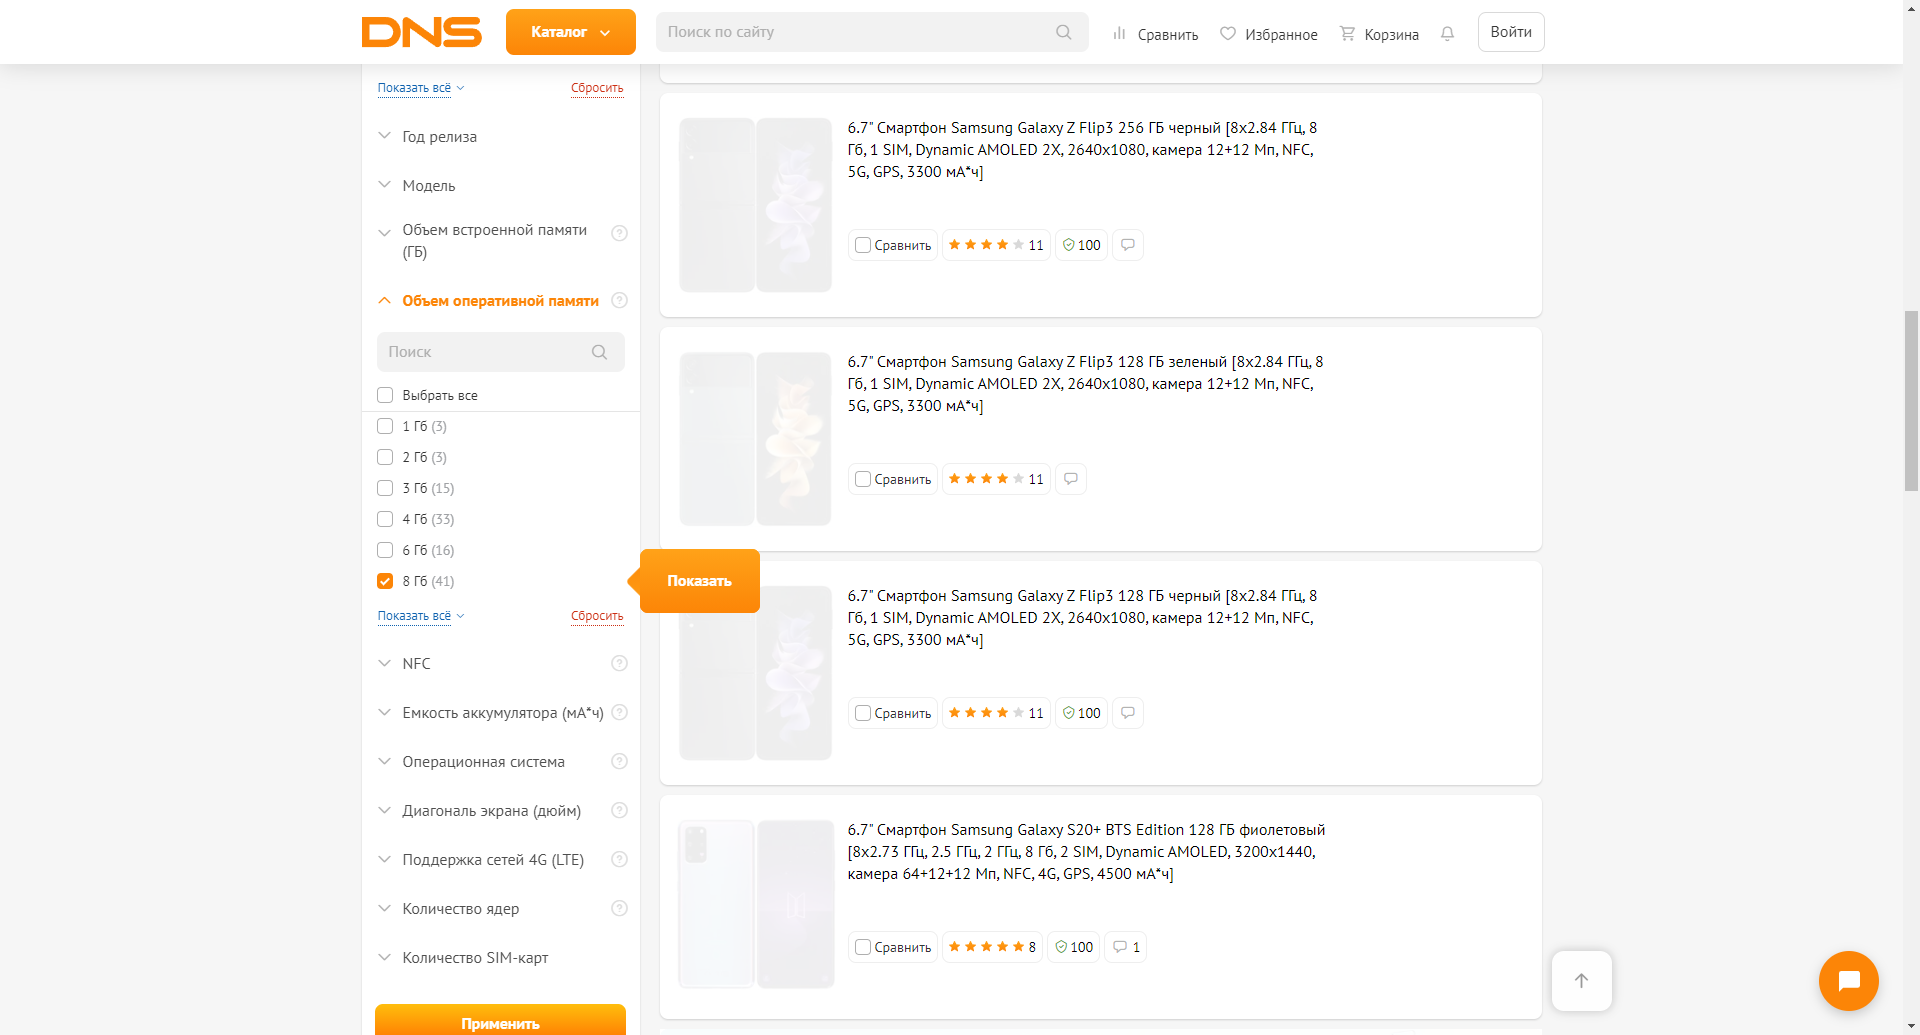 DNS
Каталог
Поиск по сайту
Сравнить
Избранное
Корзина
Войти
Показать всё
Сбросить
Год релиза
Модель
Объем встроенной памяти
(ГБ)
Объем оперативной памяти
Поиск
Выбрать все
1 Гб (3)
2 Гб (3)
3 Гб (15)
4 Гб (33)
6 Гб (16)
8 Гб (41)
Показать
Показать всё
Сбросить
NFC
Емкость аккумулятора (мА*ч)
Операционная система
Диагональ экрана (дюйм)
Поддержка сетей 4G (LTE)
Количество ядер
Количество SIM-карт
Применить
6.7" Смартфон Samsung Galaxy Z Flip3 256 ГБ черный [8x2.84 ГГц, 8
Гб, 1 SIM, Dynamic AMOLED 2X, 2640x1080, камера 12+12 Мп, NFC,
5G, GPS, 3300 мА*ч]
Сравнить 11 100
6.7" Смартфон Samsung Galaxy Z Flip3 128 ГБ зеленый [8x2.84 ГГц, 8
Гб, 1 SIM, Dynamic AMOLED 2X, 2640x1080, камера 12+12 Мп, NFC,
5G, GPS, 3300 мА*ч]
Сравнить 11
6.7" Смартфон Samsung Galaxy Z Flip3 128 ГБ черный [8x2.84 ГГц, 8
Гб, 1 SIM, Dynamic AMOLED 2X, 2640x1080, камера 12+12 Мп, NFC,
5G, GPS, 3300 мА*ч]
Сравнить 11 100
6.7" Смартфон Samsung Galaxy S20+ BTS Edition 128 ГБ фиолетовый
[8x2.73 ГГц, 2.5 ГГц, 2 ГГц, 8 Гб, 2 SIM, Dynamic AMOLED, 3200x1440,
камера 64+12+12 Мп, NFC, 4G, GPS, 4500 мА*ч]
Сравнить 8 100 1